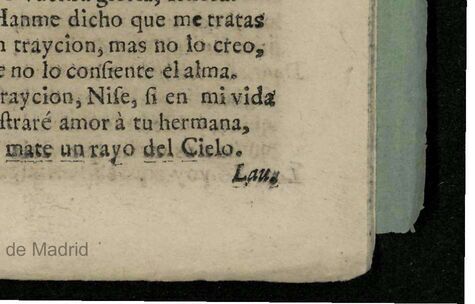 Hanme dicho que me tratas
traycion, mas no lo creo,
no lo consiente el alma.
raycion, Nise, si en mi vida
straré amor à tu hermana,
mate un rayo del Cielo.
Lau,
de Madrid